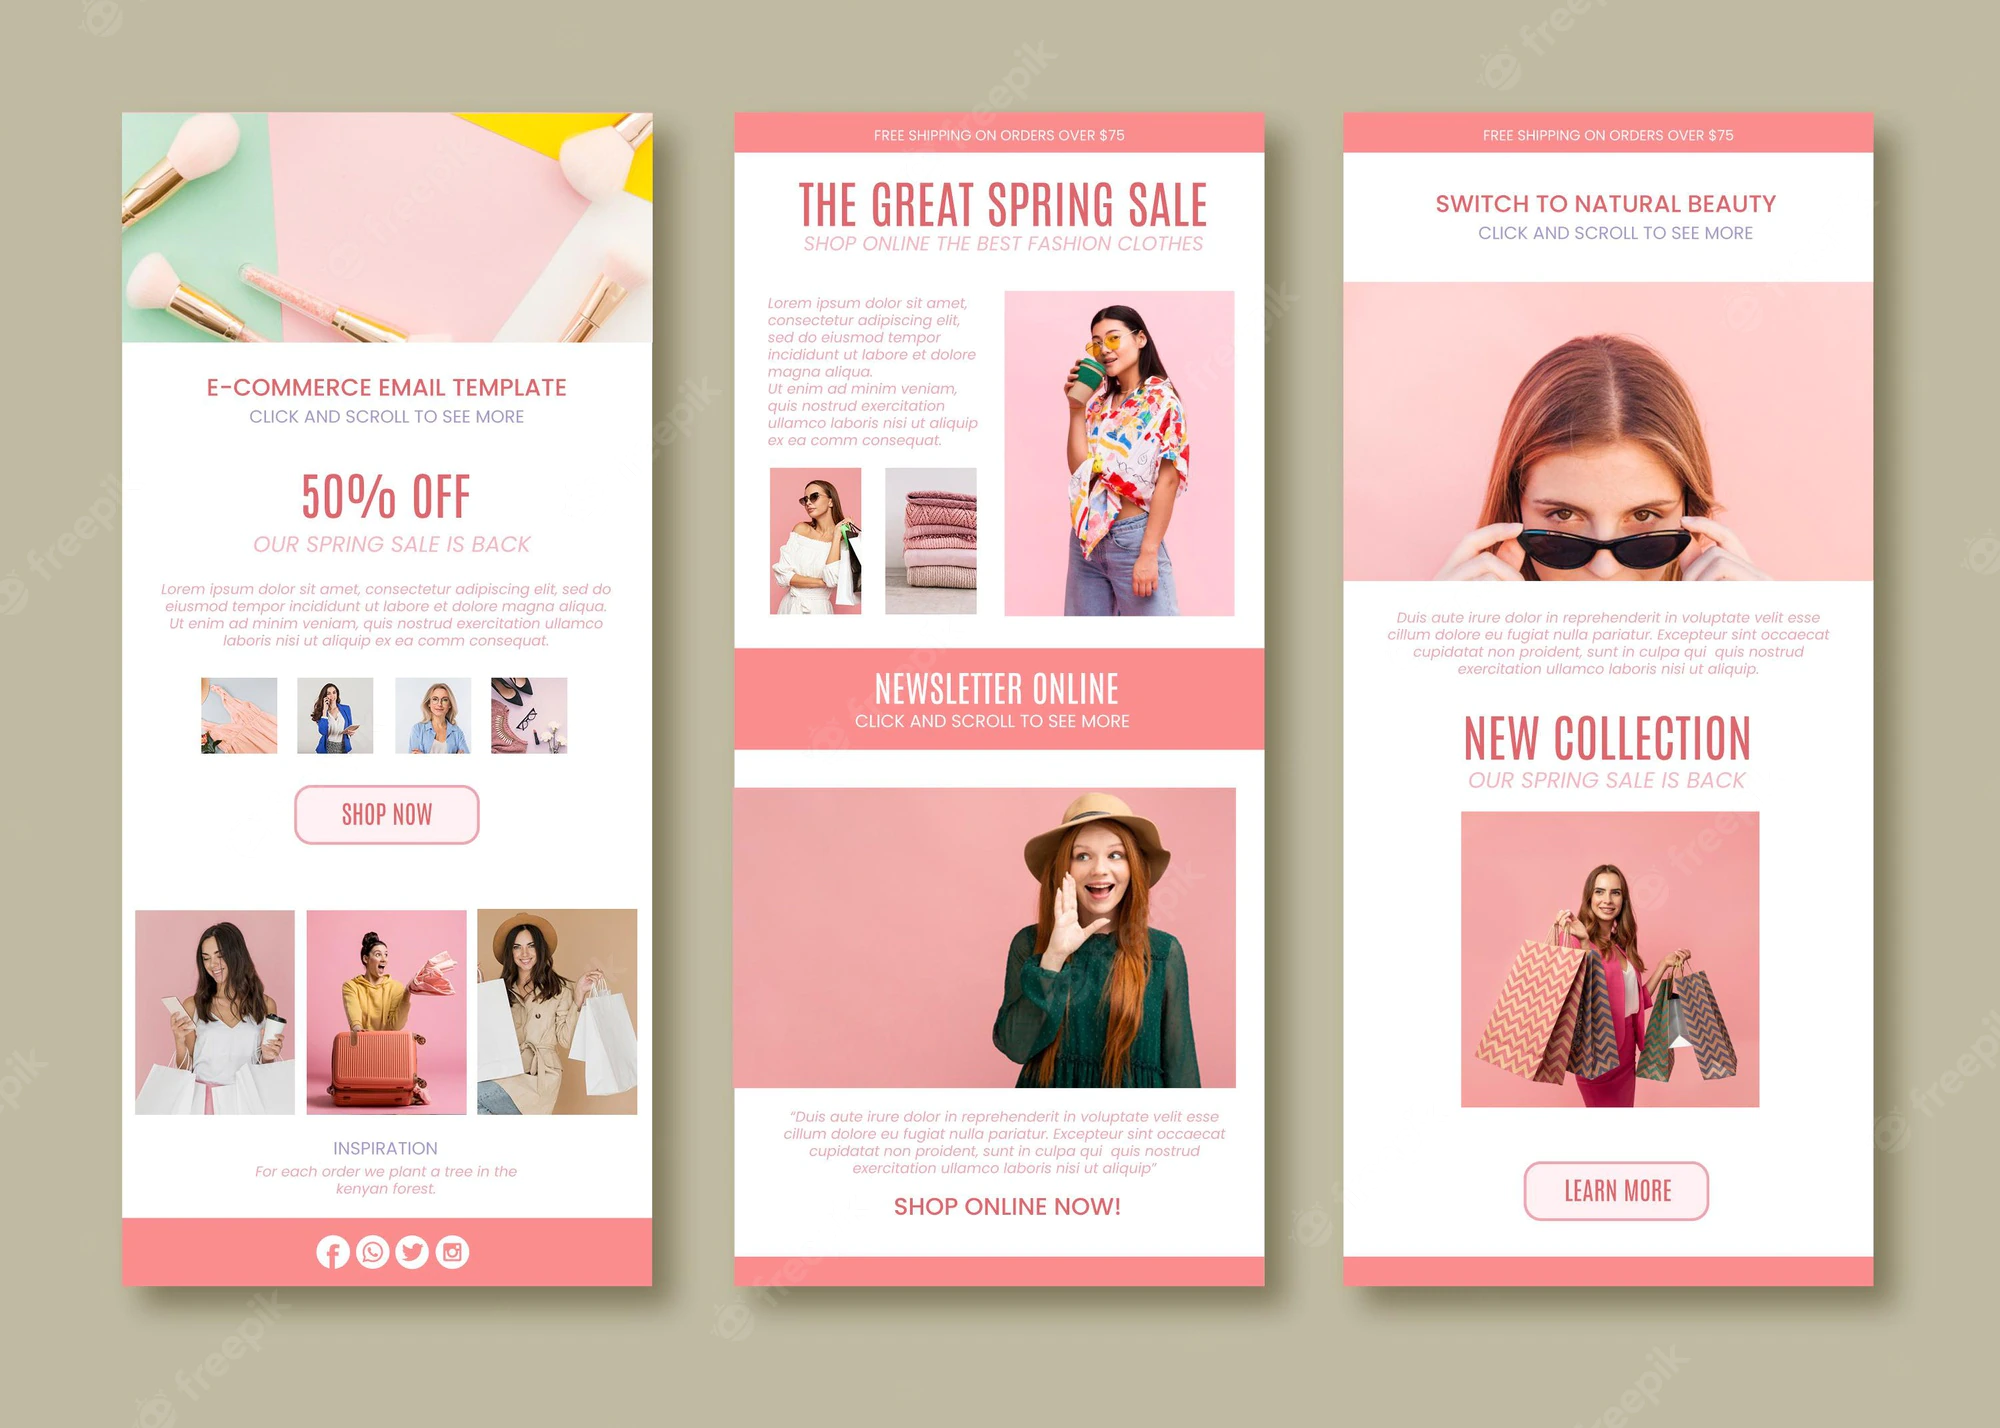 E-COMMERCE EMAIL TEMPLATE
CLICK AND SCROLL TO SEE MORE
50% OFF
OUR SPRING SALE IS BACK
Lorem ipsum dolor sit amet, consectetur adipiscing elit, sed do
eiusmod tempor incididunt ut labore et dolore magna aliqua.
Ut enim ad minim veniam, quis nostrud exercitation ullamco
laboris nisi ut aliquip ex ea comm consequat.
SHOP NOW
INSPIRATION
For each order we plant a tree in the
kenyan forest.
FREE SHIPPING ON ORDERS OVER $75
THE GREAT SPRING SALE
SHOP ONLINE THE BEST FASHION CLOTHES
Lorem ipsum dolor sit amet,
consectetur adipiscing elit,
sed do eiusmod tempor
incididunt ut labore et dolore
magna aliqua.
Ut enim ad minim veniam,
quis nostrud exercitation
ullamco laboris nisi ut aliquip
ex ea comm consequat.
NEWSLETTER ONLINE
CLICK AND SCROLL TO SEE MORE
“Duis aute irure dolor in reprehenderit in voluptate velit esse
cillum dolore eu fugiat nulla pariatur. Excepteur sint occaecat
cupidatat non proident, sunt in culpa qui  quis nostrud
exercitation ullamco laboris nisi ut aliquip”
SHOP ONLINE NOW!
FREE SHIPPING ON ORDERS OVER $75
SWITCH TO NATURAL BEAUTY
CLICK AND SCROLL TO SEE MORE
Duis aute irure dolor in reprehenderit in voluptate velit esse
cillum dolore eu fugiat nulla pariatur. Excepteur sint occaecat
cupidatat non proident, sunt in culpa qui  quis nostrud
exercitation ullamco laboris nisi ut aliquip.
NEW COLLECTION
OUR SPRING SALE IS BACK
LEARN MORE
freepik
freepik
freepik
freepik
freepik